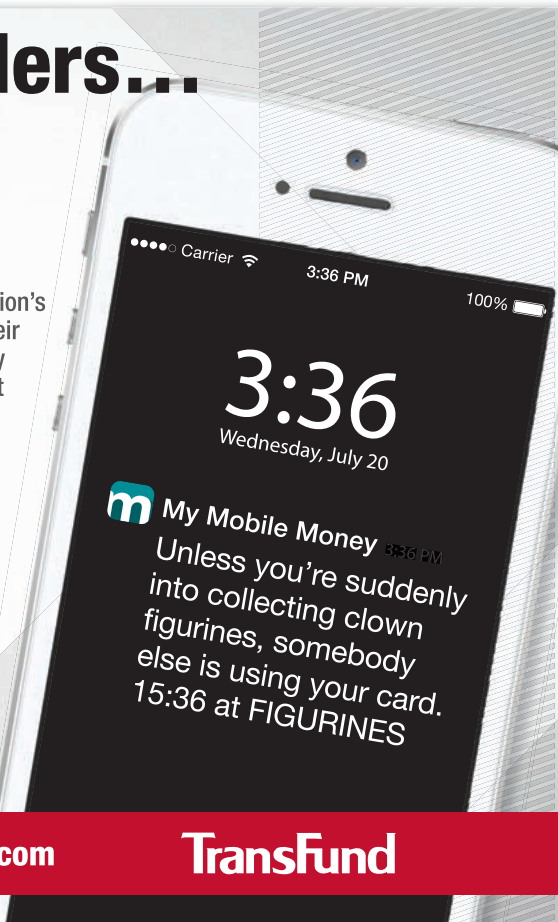 lers...
ion's
eir
y
t
Carrier 3:36 PM 100%
3:36
Wednesday, July 20
m My Mobile Money 3:36 PM
Unless you're suddenly
into collecting clown
figurines, somebody
else is using your card.
15:36 at FIGURINES
com TransFund